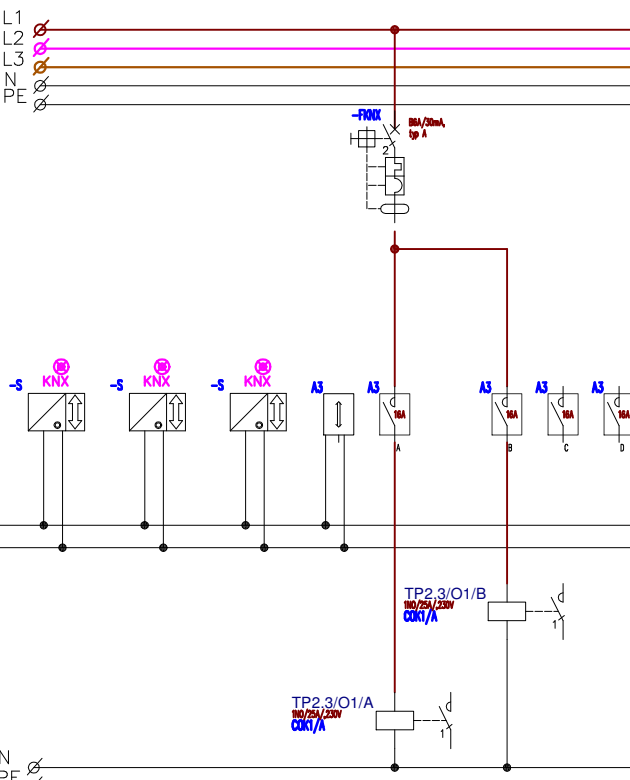 L1
L2
L3
N
PE
-FKNX
B6A/30mA,
typ A
2
-S
KNX
-S
KNX
-S
KNX
A3
A3
A3
A3
A3
16A
16A
16A
16A
A
B
C
D
TP2.3/O1/B
1NO/25A/,230V
COK1/A
1
TP2.3/O1/A
1NO/25A/,230V
COK1/A
1
N
PE